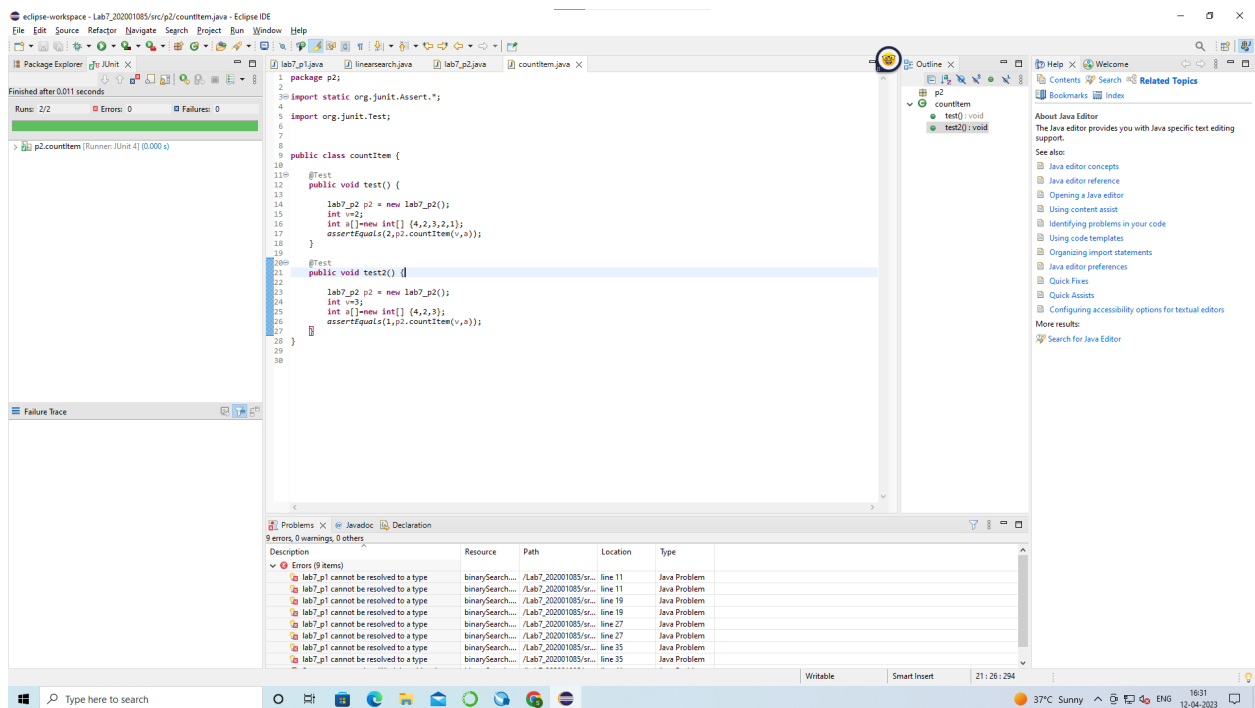 eclipse-workspace - Lab7_202001085/src/p2/countItem.java - Eclipse IDE
File Edit Source Refactor Navigate Search Project Run Window Help
Package Explorer JUnit
Finished after 0.011 seconds
Runs: 2/2 Errors: 0 Failures: 0
p2.countItem [Runner: JUnit 4] (0.000 s)
Failure Trace
lab7_p1.java linearsearch.java lab7_p2.java countItem.java
1 package p2;
2
3 import static org.junit.Assert.*;
4
5 import org.junit.Test;
6
7
8
9 public class countItem {
10
11 @Test
12 public void test() {
13
14 lab7_p2 p2 = new lab7_p2();
15 int v=2;
16 int a[]=new int[] {4,2,3,2,1};
17 assertEquals(2,p2.countItem(v,a));
18 }
19
20 @Test
21 public void test2() {
22
23 lab7_p2 p2 = new lab7_p2();
24 int v=3;
25 int a[]=new int[] {4,2,3};
26 assertEquals(1,p2.countItem(v,a));
27 }
28 }
29
30
Outline
p2
countItem
test() : void
test2() : void
Help Welcome
Contents Search Related Topics
Bookmarks Index
About Java Editor
The Java editor provides you with Java specific text editing
support.
See also:
Java editor concepts
Java editor reference
Opening a Java editor
Using content assist
Identifying problems in your code
Using code templates
Organizing import statements
Java editor preferences
Quick Fixes
Quick Assists
Configuring accessibility options for textual editors
More results:
Search for Java Editor
Problems Javadoc Declaration
9 errors, 0 warnings, 0 others
Description Resource Path Location Type
Errors (9 items)
lab7_p1 cannot be resolved to a type binarySearch.... /Lab7_202001085/sr... line 11 Java Problem
lab7_p1 cannot be resolved to a type binarySearch.... /Lab7_202001085/sr... line 11 Java Problem
lab7_p1 cannot be resolved to a type binarySearch.... /Lab7_202001085/sr... line 19 Java Problem
lab7_p1 cannot be resolved to a type binarySearch.... /Lab7_202001085/sr... line 19 Java Problem
lab7_p1 cannot be resolved to a type binarySearch.... /Lab7_202001085/sr... line 27 Java Problem
lab7_p1 cannot be resolved to a type binarySearch.... /Lab7_202001085/sr... line 27 Java Problem
lab7_p1 cannot be resolved to a type binarySearch.... /Lab7_202001085/sr... line 35 Java Problem
lab7_p1 cannot be resolved to a type binarySearch.... /Lab7_202001085/sr... line 35 Java Problem
Writable Smart Insert 21 : 26 : 294
Type here to search
37°C Sunny ENG 16:31
12-04-2023